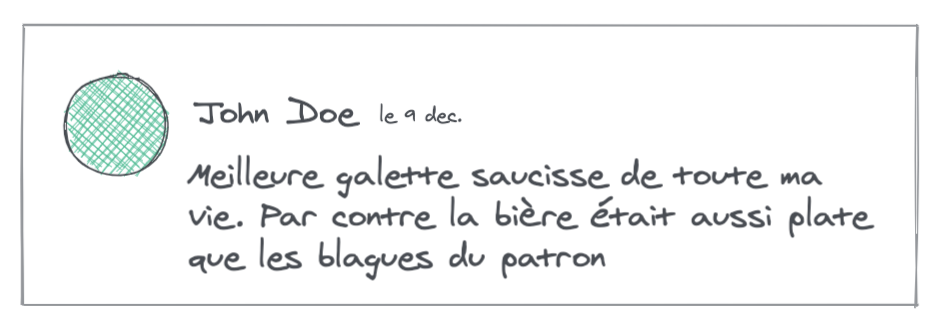 John Doe le 9 dec.
Meilleure galette saucisse de toute ma
vie. Par contre la bière était aussi plate
que les blagues du patron